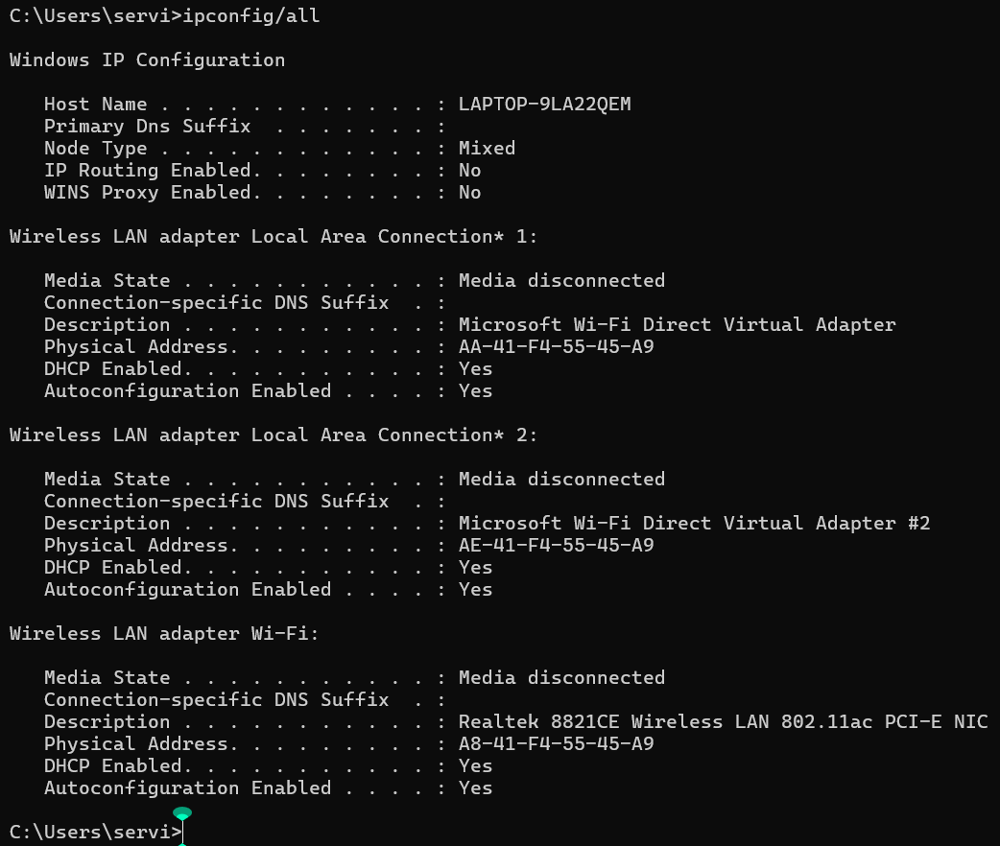 C:\Users\servi>ipconfig/all
Windows IP Configuration
   Host Name . . . . . . . . . . . . : LAPTOP-9LA22QEM
   Primary Dns Suffix  . . . . . . . :
   Node Type . . . . . . . . . . . . : Mixed
   IP Routing Enabled. . . . . . . . : No
   WINS Proxy Enabled. . . . . . . . : No
Wireless LAN adapter Local Area Connection* 1:
   Media State . . . . . . . . . . . : Media disconnected
   Connection-specific DNS Suffix  . :
   Description . . . . . . . . . . . : Microsoft Wi-Fi Direct Virtual Adapter
   Physical Address. . . . . . . . . : AA-41-F4-55-45-A9
   DHCP Enabled. . . . . . . . . . . : Yes
   Autoconfiguration Enabled . . . . : Yes
Wireless LAN adapter Local Area Connection* 2:
   Media State . . . . . . . . . . . : Media disconnected
   Connection-specific DNS Suffix  . :
   Description . . . . . . . . . . . : Microsoft Wi-Fi Direct Virtual Adapter #2
   Physical Address. . . . . . . . . : AE-41-F4-55-45-A9
   DHCP Enabled. . . . . . . . . . . : Yes
   Autoconfiguration Enabled . . . . : Yes
Wireless LAN adapter Wi-Fi:
   Media State . . . . . . . . . . . : Media disconnected
   Connection-specific DNS Suffix  . :
   Description . . . . . . . . . . . : Realtek 8821CE Wireless LAN 802.11ac PCI-E NIC
   Physical Address. . . . . . . . . : A8-41-F4-55-45-A9
   DHCP Enabled. . . . . . . . . . . : Yes
   Autoconfiguration Enabled . . . . : Yes
C:\Users\servi>